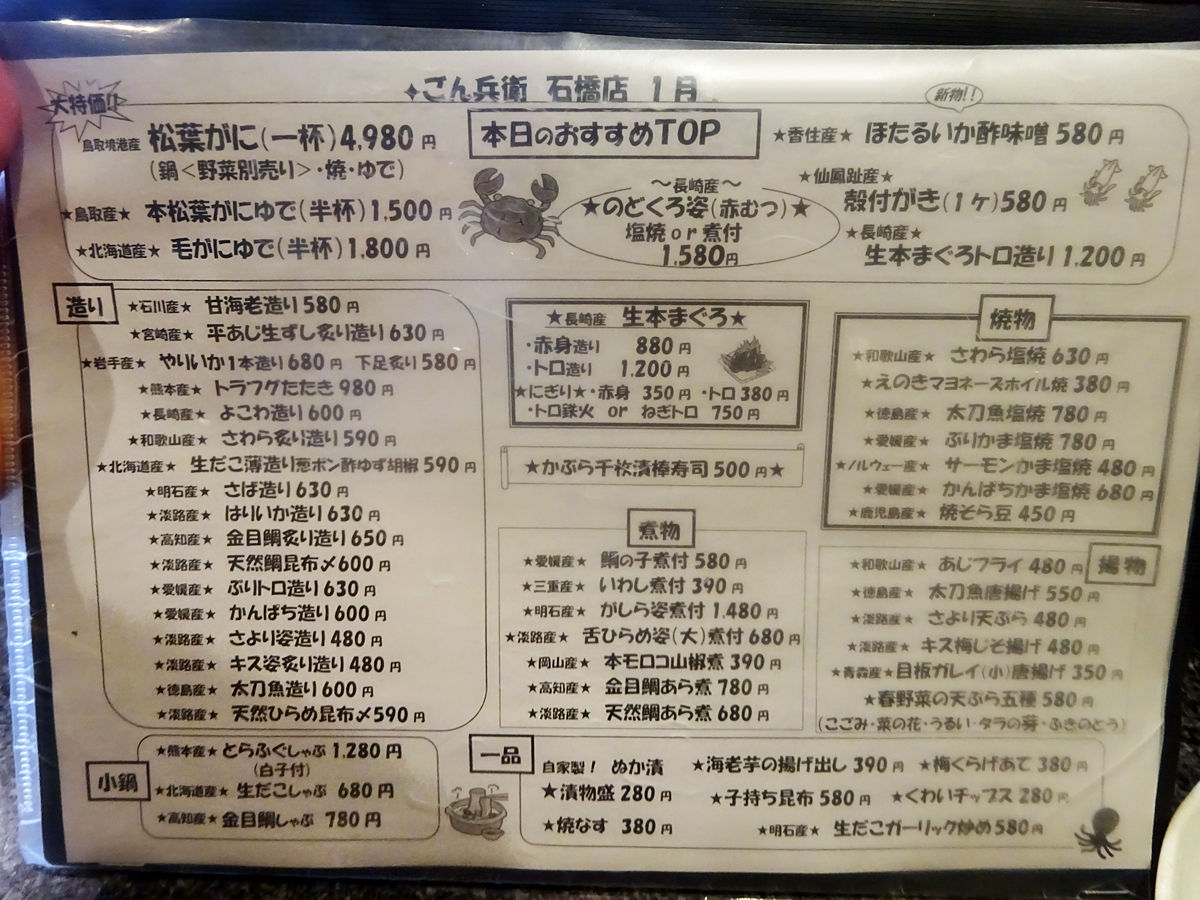 ✦ごん兵衛 石橋店 1月
大特価!!
鳥取境港産 松葉がに(一杯)4,980円
(鍋<野菜別売り>・焼・ゆで)
★鳥取産★ 本松葉がにゆで(半杯)1,500円
★北海道産★ 毛がにゆで(半杯)1,800円
本日のおすすめTOP
～長崎産～
★のどくろ姿(赤むつ)★
塩焼or煮付
1,580円
新物!!
★香住産★ ほたるいか酢味噌580円
★仙鳳趾産★
殻付がき(1ケ)580円
★長崎産★
生本まぐろトロ造り1,200円
造り
★石川産★ 甘海老造り580円
★宮崎産★ 平あじ生ずし炙り造り630円
★岩手産★ やりいか1本造り680円 下足炙り580円
★熊本産★ トラフグたたき980円
★長崎産★ よこわ造り600円
★和歌山産★ さわら炙り造り590円
★北海道産★ 生だこ薄造り葱ポン酢ゆず胡椒590円
★明石産★ さば造り630円
★淡路産★ はりいか造り630円
★高知産★ 金目鯛炙り造り650円
★淡路産★ 天然鯛昆布〆600円
★愛媛産★ ぶりトロ造り630円
★愛媛産★ かんぱち造り600円
★淡路産★ さより姿造り480円
★淡路産★ キス姿炙り造り480円
★徳島産★ 太刀魚造り600円
★淡路産★ 天然ひらめ昆布〆590円
★長崎産 生本まぐろ★
・赤身造り 880円
・トロ造り 1,200円
★にぎり★・赤身 350円 ・トロ380円
・トロ鉄火 or ねぎトロ 750円
★かぶら千枚漬棒寿司500円★
煮物
★愛媛産★ 鯛の子煮付580円
★三重産★ いわし煮付390円
★明石産★ がしら姿煮付1,480円
★淡路産★ 舌ひらめ姿(大)煮付680円
★岡山産★ 本モロコ山椒煮390円
★高知産★ 金目鯛あら煮780円
★淡路産★ 天然鯛あら煮680円
焼物
★和歌山産★ さわら塩焼630円
★えのきマヨネーズホイル焼380円
★徳島産★ 太刀魚塩焼780円
★愛媛産★ ぶりかま塩焼780円
★ノルウェー産★ サーモンかま塩焼480円
★愛媛産★ かんぱちかま塩焼680円
★鹿児島産★ 焼そら豆450円
揚物
★和歌山産★ あじフライ480円
★徳島産★ 太刀魚唐揚げ550円
★淡路産★ さより天ぷら480円
★淡路産★ キス梅じそ揚げ480円
★青森産★目板ガレイ(小)唐揚げ350円
★春野菜の天ぷら五種580円
(こごみ・菜の花・うるい・タラの芽・ふきのとう)
小鍋
★熊本産★とらふぐしゃぶ1,280円
(白子付)
★北海道産★ 生だこしゃぶ 680円
★高知産★ 金目鯛しゃぶ 780円
一品
自家製! ぬか漬
★漬物盛280円
★焼なす 380円
★海老芋の揚げ出し390円 ★梅くらげあて380円
★子持ち昆布580円 ★くわいチップス280円
★明石産★ 生だこガーリック炒め580円